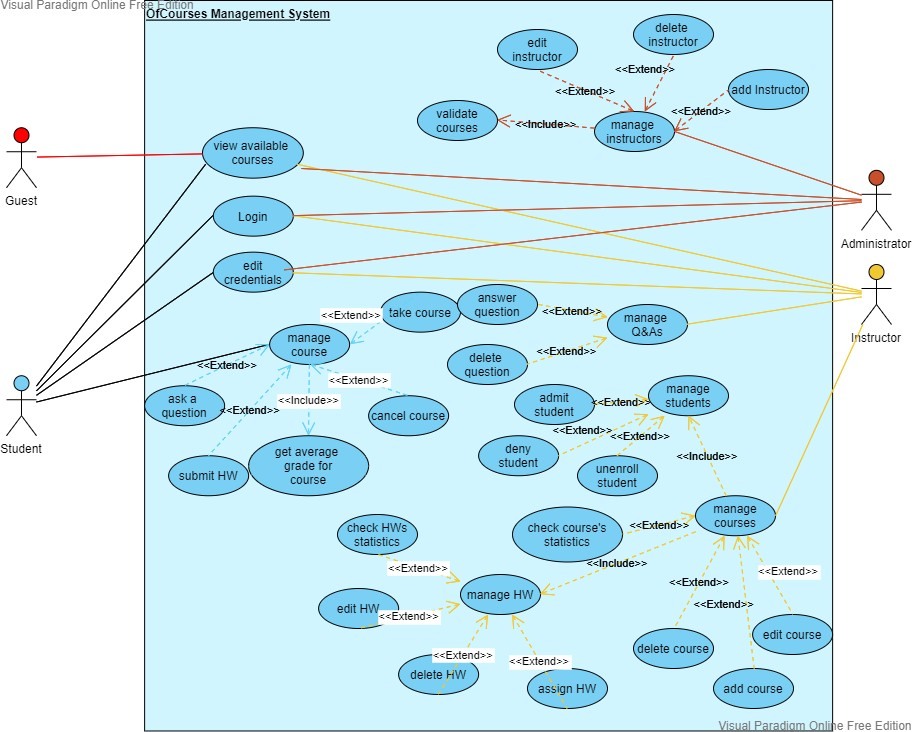 Visual Paradigm Online Free Edition
OfCourses Management System
edit
instructor
delete
instructor
<<Extend>>
<<Extend>>
add Instructor
<<Extend>>
validate
courses
<<Include>>
manage
instructors
view available
courses
Guest
Login
Administrator
edit
credentials
Instructor
<<Extend>>
take course
answer
question
<<Extend>>
manage
Q&As
manage
course
<<Extend>>
delete
question
<<Extend>>
<<Extend>>
<<Include>>
ask a
question
<<Extend>>
cancel course
Student
submit HW
get average
grade for
course
admit
student
<<Extend>>
manage
students
<<Extend>>
<<Extend>>
deny
student
unenroll
student
<<Include>>
manage
courses
check HWs
statistics
check course's
statistics
<<Extend>>
<<Include>>
<<Extend>>
<<Extend>>
<<Extend>>
manage HW
edit HW
<<Extend>>
<<Extend>>
edit course
delete course
<<Extend>>
<<Extend>>
delete HW
assign HW
add course
Visual Paradigm Online Free Edition